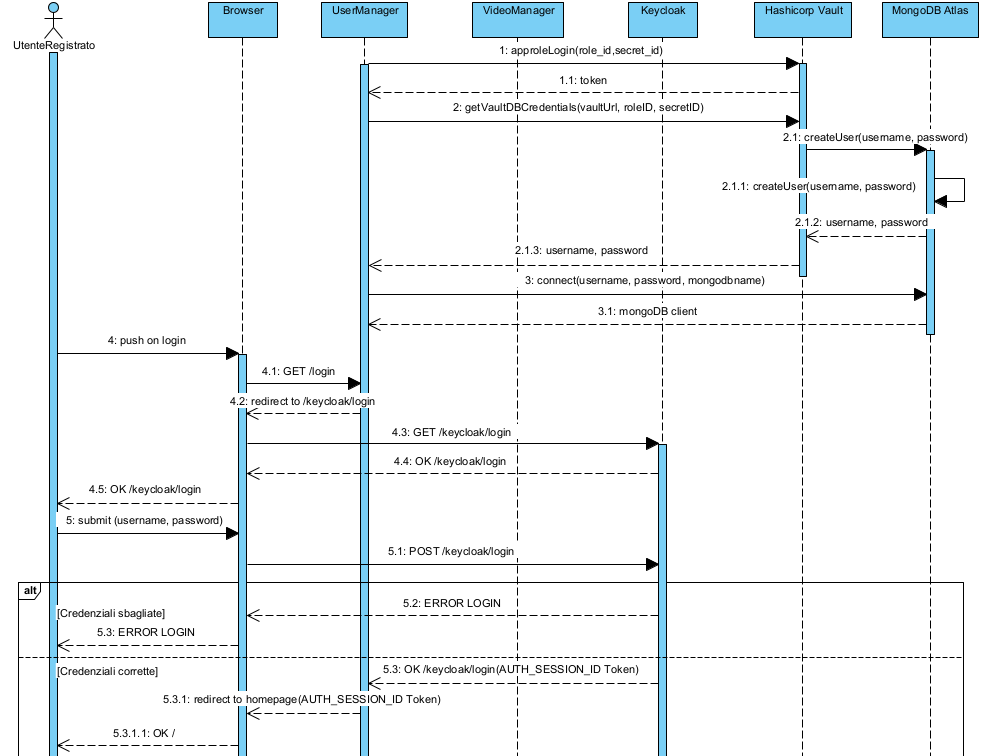 Browser
UserManager
VideoManager
Keycloak
Hashicorp Vault
MongoDB Atlas
UtenteRegistrato
1: approleLogin(role_id,secret_id)
1.1: token
2: getVaultDBCredentials(vaultUrl, roleID, secretID)
2.1: createUser(username, password)
2.1.1: createUser(username, password)
2.1.2: username, password
2.1.3: username, password
3: connect(username, password, mongodbname)
3.1: mongoDB client
4: push on login
4.1: GET /login
4.2: redirect to /keycloak/login
4.3: GET /keycloak/login
4.4: OK /keycloak/login
4.5: OK /keycloak/login
5: submit (username, password)
5.1: POST /keycloak/login
alt
5.2: ERROR LOGIN
[Credenziali sbagliate]
5.3: ERROR LOGIN
[Credenziali corrette]
5.3: OK /keycloak/login(AUTH_SESSION_ID Token)
5.3.1: redirect to homepage(AUTH_SESSION_ID Token)
5.3.1.1: OK /